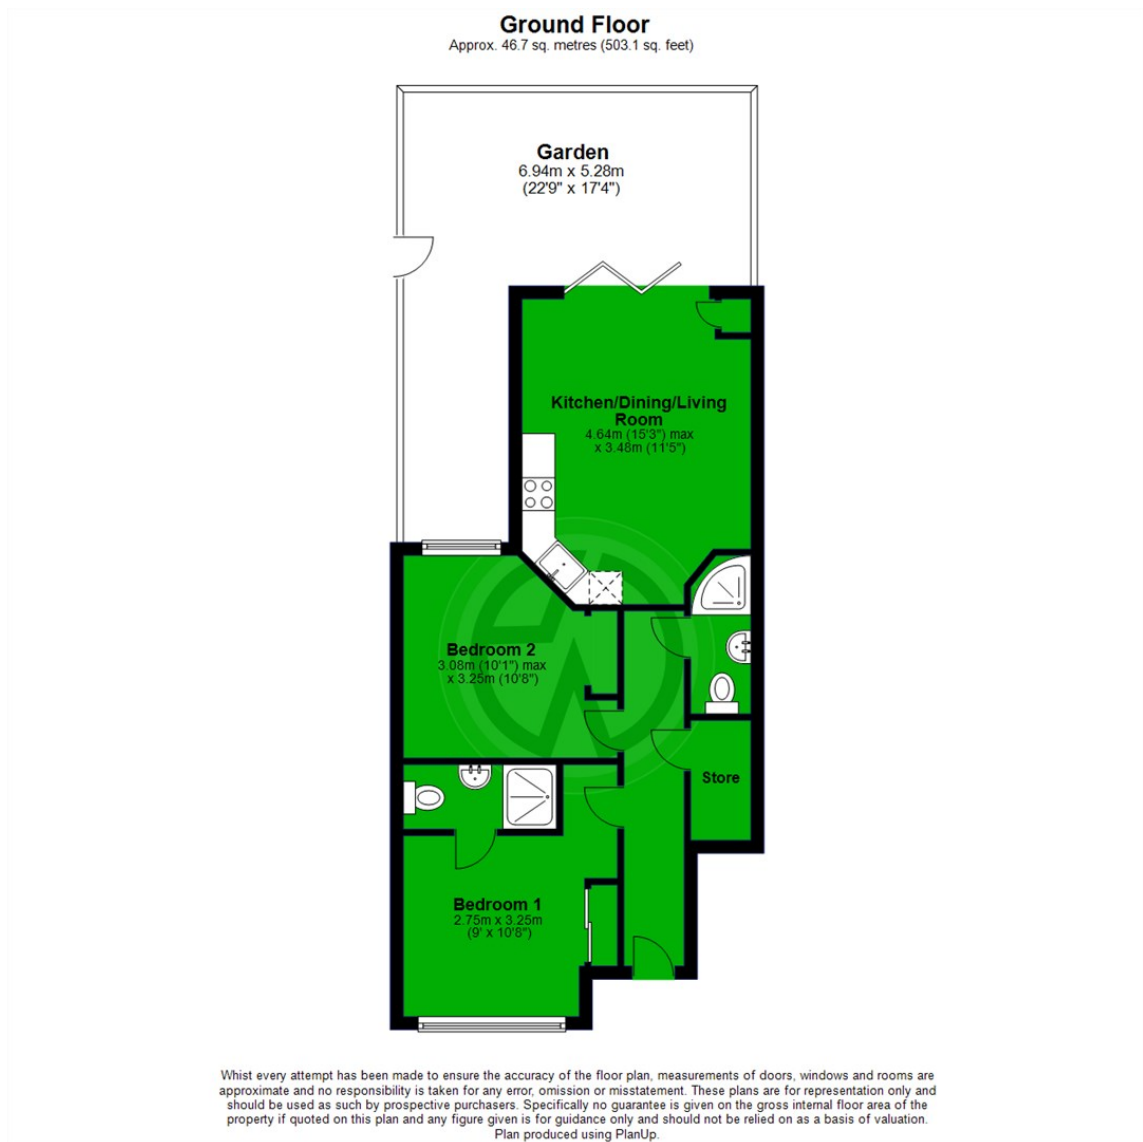 Ground Floor
Approx. 46.7 sq. metres (503.1 sq. feet)
Garden
6.94m x 5.28m
(22'9" x 17'4")
Kitchen/Dining/Living
Room
4.64m (15'3") max
x 3.48m (11'5")
Bedroom 2
3.08m (10'1") max
x 3.25m (10'8")
Store
Bedroom 1
2.75m x 3.25m
(9' x 10'8")
Whist every attempt has been made to ensure the accuracy of the floor plan, measurements of doors, windows and rooms are
approximate and no responsibility is taken for any error, omission or misstatement. These plans are for representation only and
should be used as such by prospective purchasers. Specifically no guarantee is given on the gross internal floor area of the
property if quoted on this plan and any figure given is for guidance only and should not be relied on as a basis of valuation.
Plan produced using PlanUp.